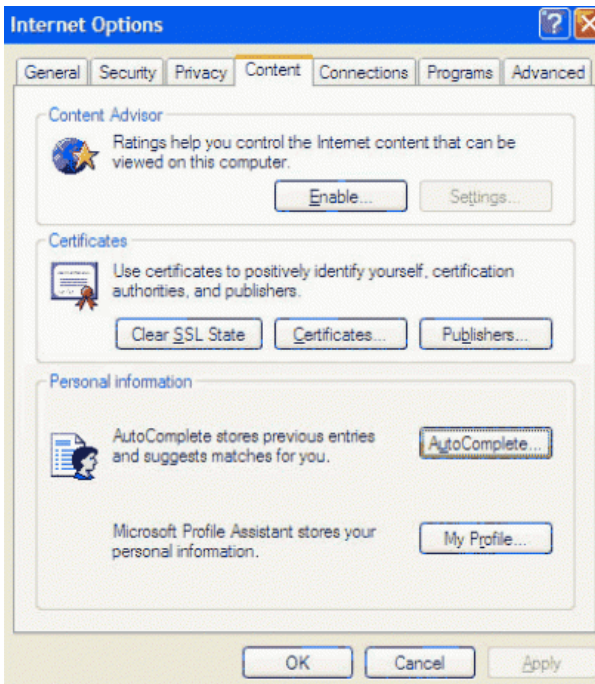 Internet Options
General Security Privacy Content Connections Programs Advanced
Content Advisor
Ratings help you control the Internet content that can be
viewed on this computer.
Enable... Settings...
Certificates
Use certificates to positively identify yourself, certification
authorities, and publishers.
Clear SSL State Certificates... Publishers...
Personal information
AutoComplete stores previous entries
and suggests matches for you.
AutoComplete...
Microsoft Profile Assistant stores your
personal information.
My Profile...
OK Cancel Apply